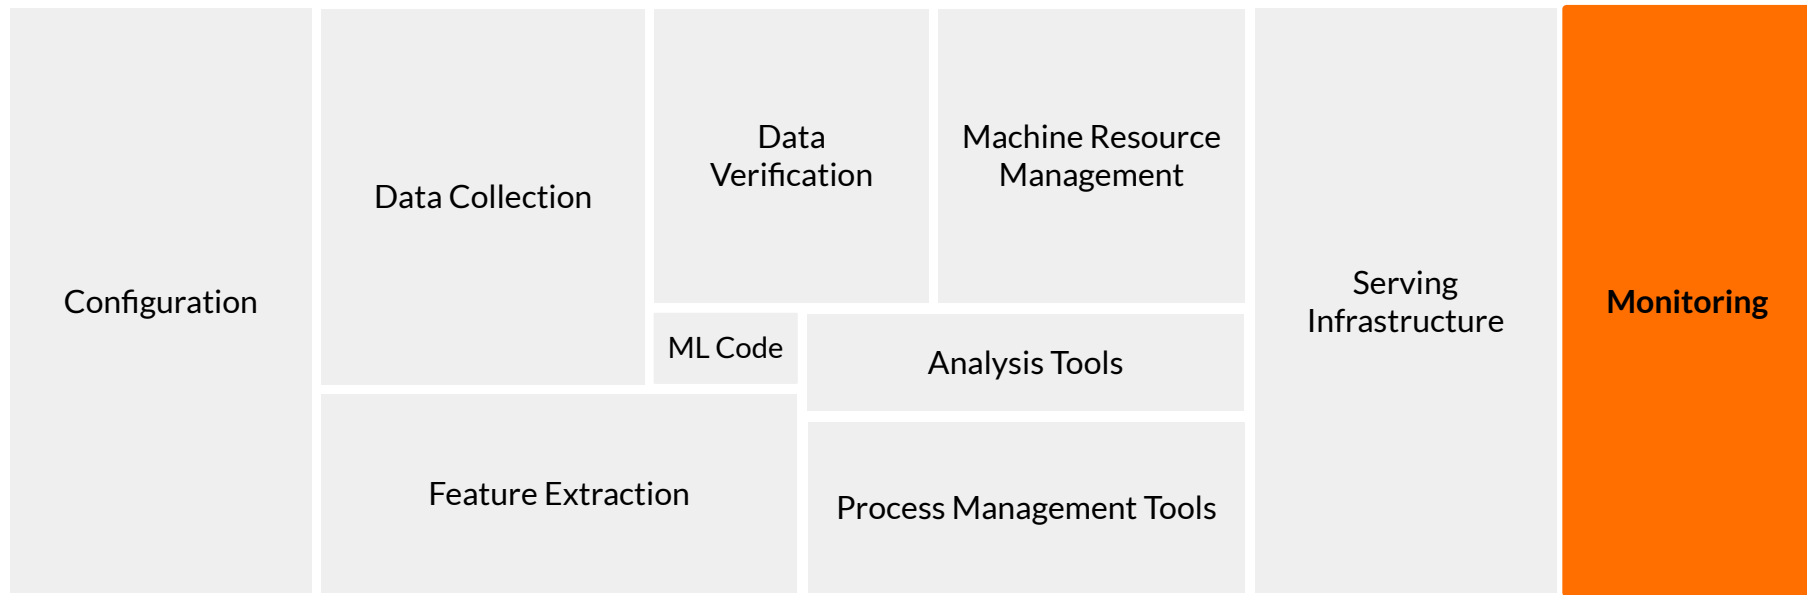 Configuration
Data Collection
Data
Verification
Machine Resource
Management
ML Code
Analysis Tools
Feature Extraction
Process Management Tools
Serving
Infrastructure
Monitoring